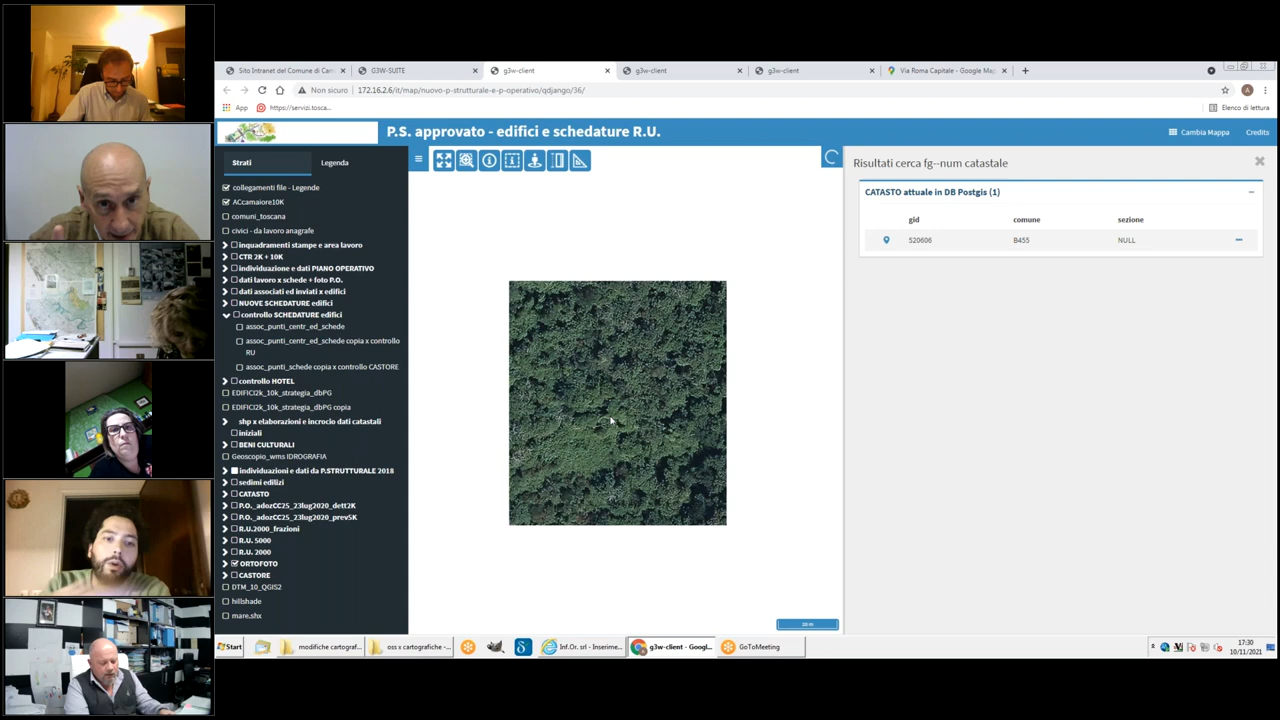 Sito Intranet del Comune di Cam
G3W-SUITE
g3w-client
g3w-client
g3w-client
Via Roma Capitale - Google Map
Non sicuro
172.16.2.6/it/map/nuovo-p-strutturale-e-p-operativo/qdjango/36/
App
https://servizi.tosca...
Elenco di lettura
P.S. approvato - edifici e schedature R.U.
Cambia Mappa
Credits
Strati
Legenda
collegamenti file - Legende
ACcamaiore10K
comuni_toscana
civici - da lavoro anagrafe
inquadramenti stampe e area lavoro
CTR 2K + 10K
individuazione e dati PIANO OPERATIVO
dati lavoro x schede + foto P.O.
dati associati ed inviati x edifici
NUOVE SCHEDATURE edifici
controllo SCHEDATURE edifici
assoc_punti_centr_ed_schede
assoc_punti_centr_ed_schede copia x controllo
RU
assoc_punti_schede copia x controllo CASTORE
controllo HOTEL
EDIFICI2k_10k_strategia_dbPG
EDIFICI2k_10k_strategia_dbPG copia
shp x elaborazioni e incrocio dati catastali
iniziali
BENI CULTURALI
Geoscopio_wms IDROGRAFIA
individuazioni e dati da P.STRUTTURALE 2018
sedimi edilizi
CATASTO
P.O._adozCC25_23lug2020_dett2K
P.O._adozCC25_23lug2020_prev5K
R.U.2000_frazioni
R.U. 5000
R.U. 2000
ORTOFOTO
CASTORE
DTM_10_QGIS2
hillshade
mare.shx
20 m
Risultati cerca fg--num catastale
CATASTO attuale in DB Postgis (1)
gid
comune
sezione
520606
B455
NULL
Start
modifiche cartograf...
oss x cartografiche -...
Inf.Or. srl - Inserime...
g3w-client - Googl...
GoToMeeting
17:30
10/11/2021